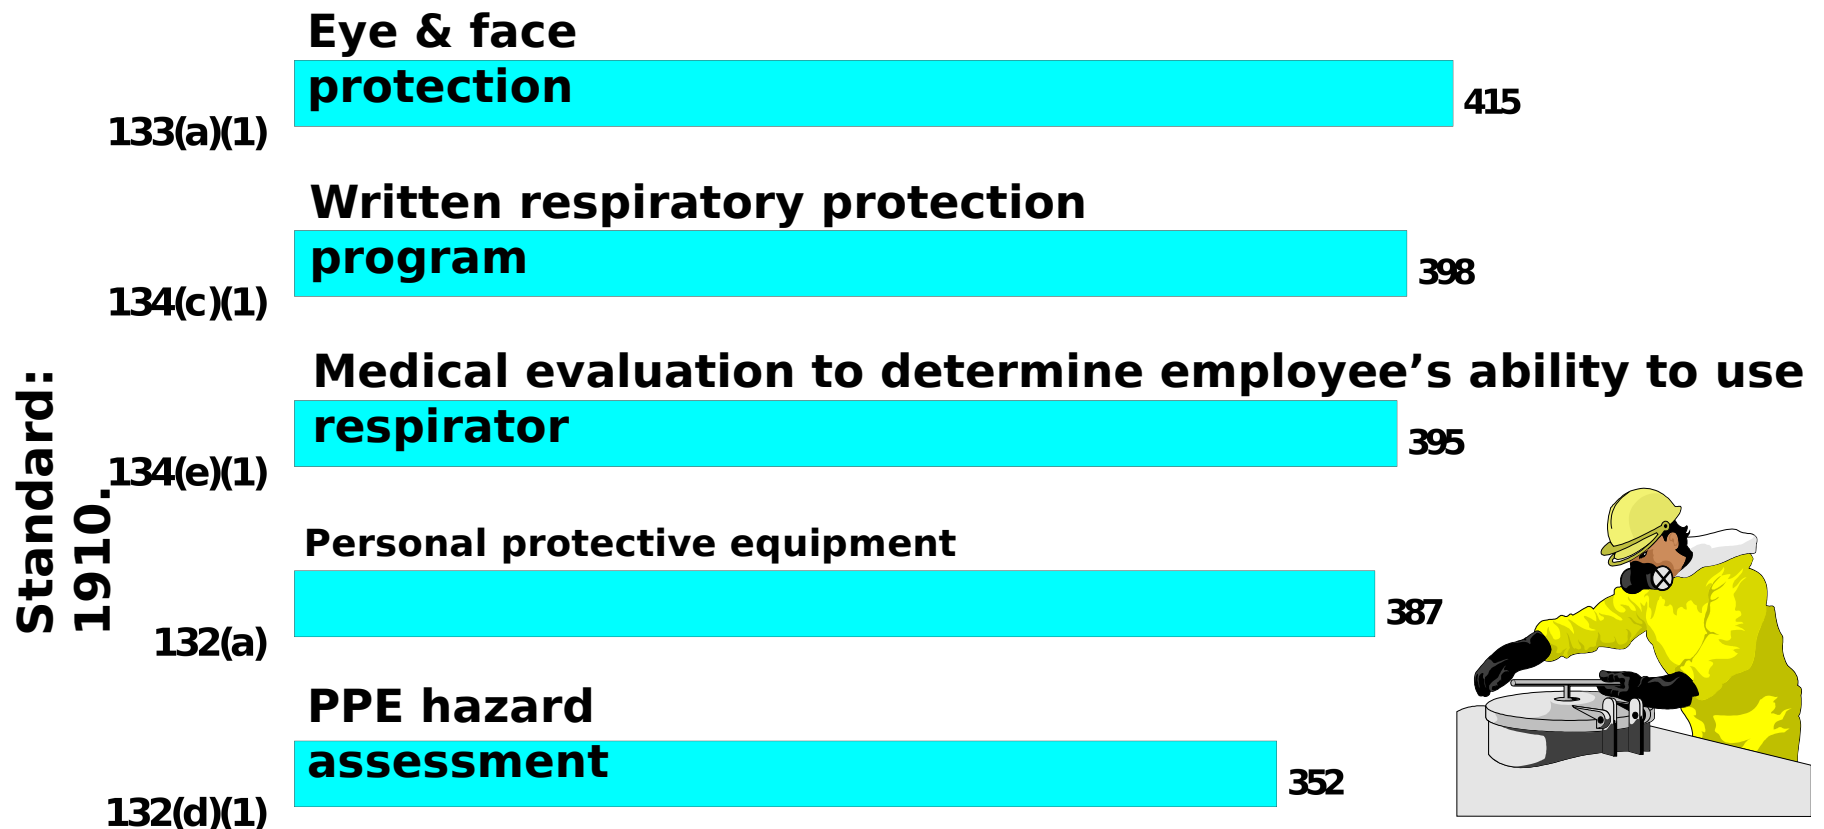 Eye & face
protection
133(a)(1)
415
Written respiratory protection
program
134(c)(1)
398
Medical evaluation to determine employee’s ability to use
respirator
134(e)(1)
395
Standard:
1910.
Personal protective equipment
132(a)
387
PPE hazard
assessment
132(d)(1)
352